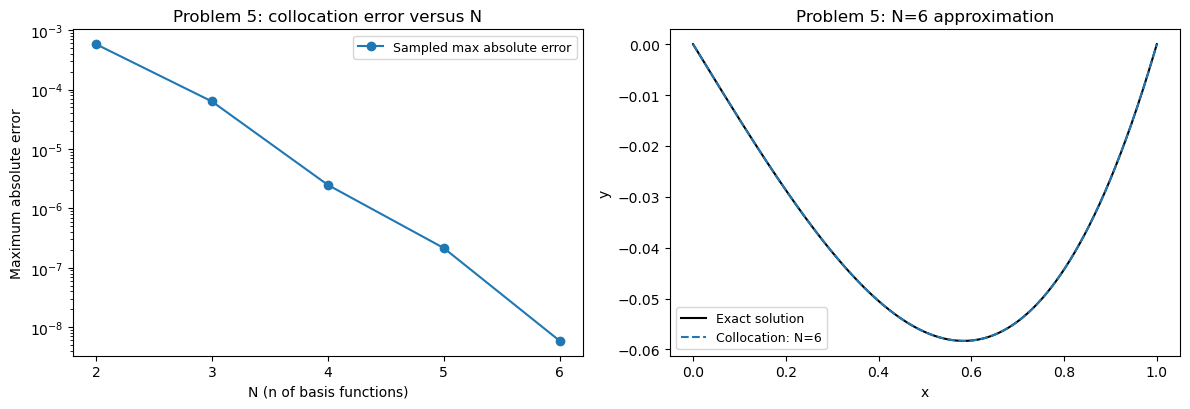 Problem 5: collocation error versus N
Sampled max absolute error
Maximum absolute error
10⁻³
10⁻⁴
10⁻⁵
10⁻⁶
10⁻⁷
10⁻⁸
2 3 4 5 6
N (n of basis functions)
Problem 5: N=6 approximation
y
0.00
−0.01
−0.02
−0.03
−0.04
−0.05
−0.06
Exact solution
Collocation: N=6
0.0 0.2 0.4 0.6 0.8 1.0
x